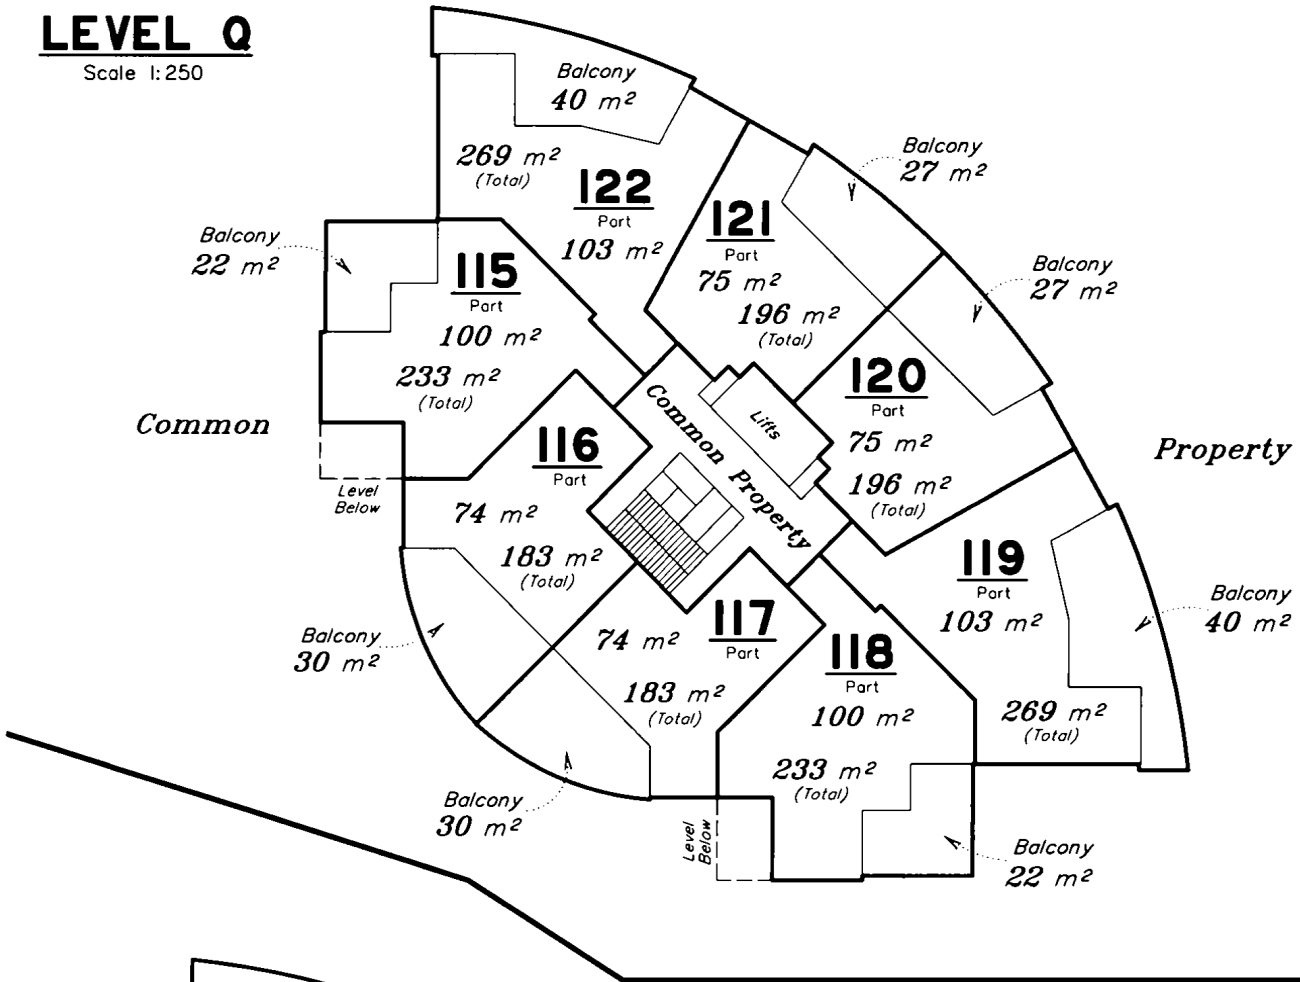 LEVEL Q
Scale 1:250
Balcony
40 m²
269 m²
(Total)
122
Part
103 m²
Balcony
27 m²
121
Part
75 m²
196 m²
(Total)
Balcony
22 m²
115
Part
100 m²
233 m²
(Total)
Balcony
27 m²
120
Part
75 m²
196 m²
(Total)
Common
Property
Common Property
Lifts
116
Part
74 m²
183 m²
(Total)
Level
Below
119
Part
103 m²
269 m²
(Total)
Balcony
40 m²
Balcony
30 m²
117
Part
74 m²
183 m²
(Total)
118
Part
100 m²
233 m²
(Total)
Balcony
30 m²
Level
Below
Balcony
22 m²